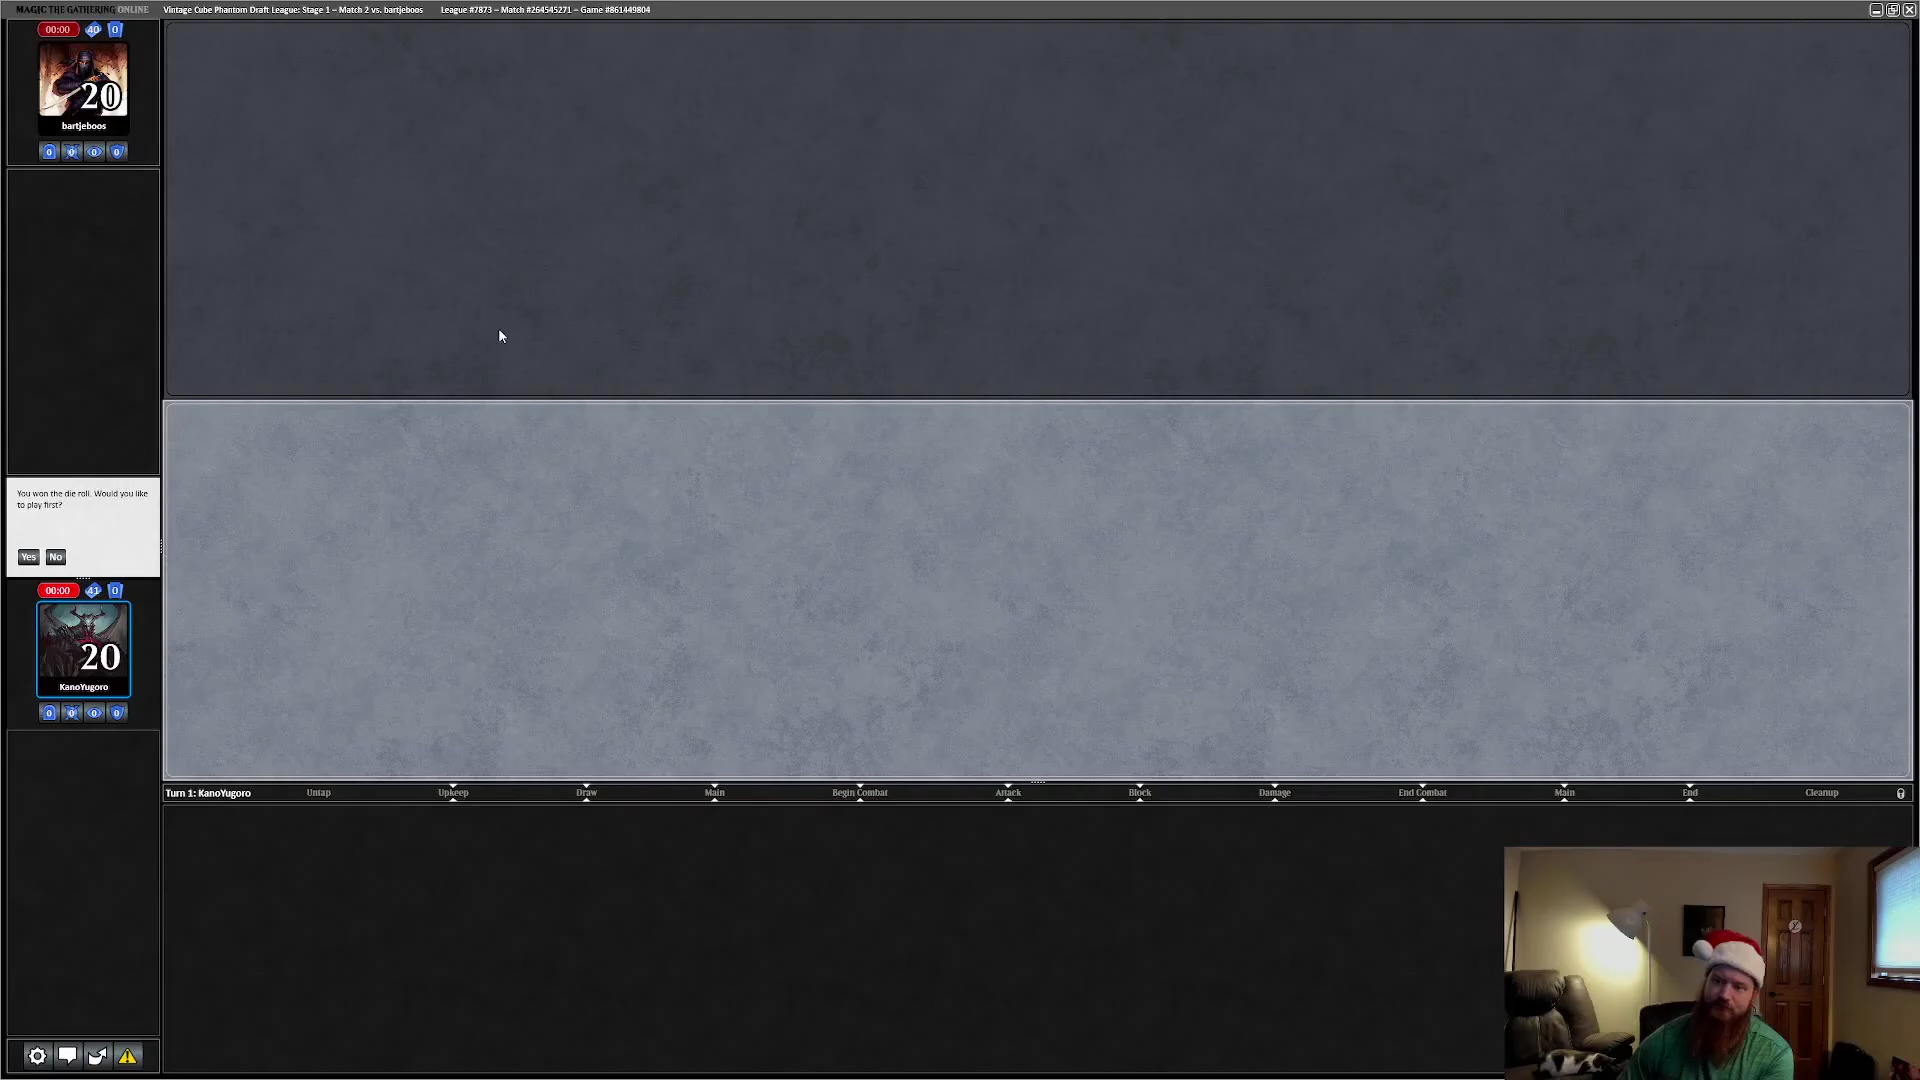 MAGIC THE GATHERING ONLINE
Vintage Cube Phantom Draft League: Stage 1 – Match 2 vs. bartjeboos
League #7873 – Match #264545271 – Game #861449804
00:00 40 0
20
bartjeboos
0 0 0 0
You won the die roll. Would you like
to play first?
Yes No
00:00 41 0
20
KanoYugoro
0 0 0 0
Turn 1: KanoYugoro Untap Upkeep Draw Main Begin Combat Attack Block Damage End Combat Main End Cleanup